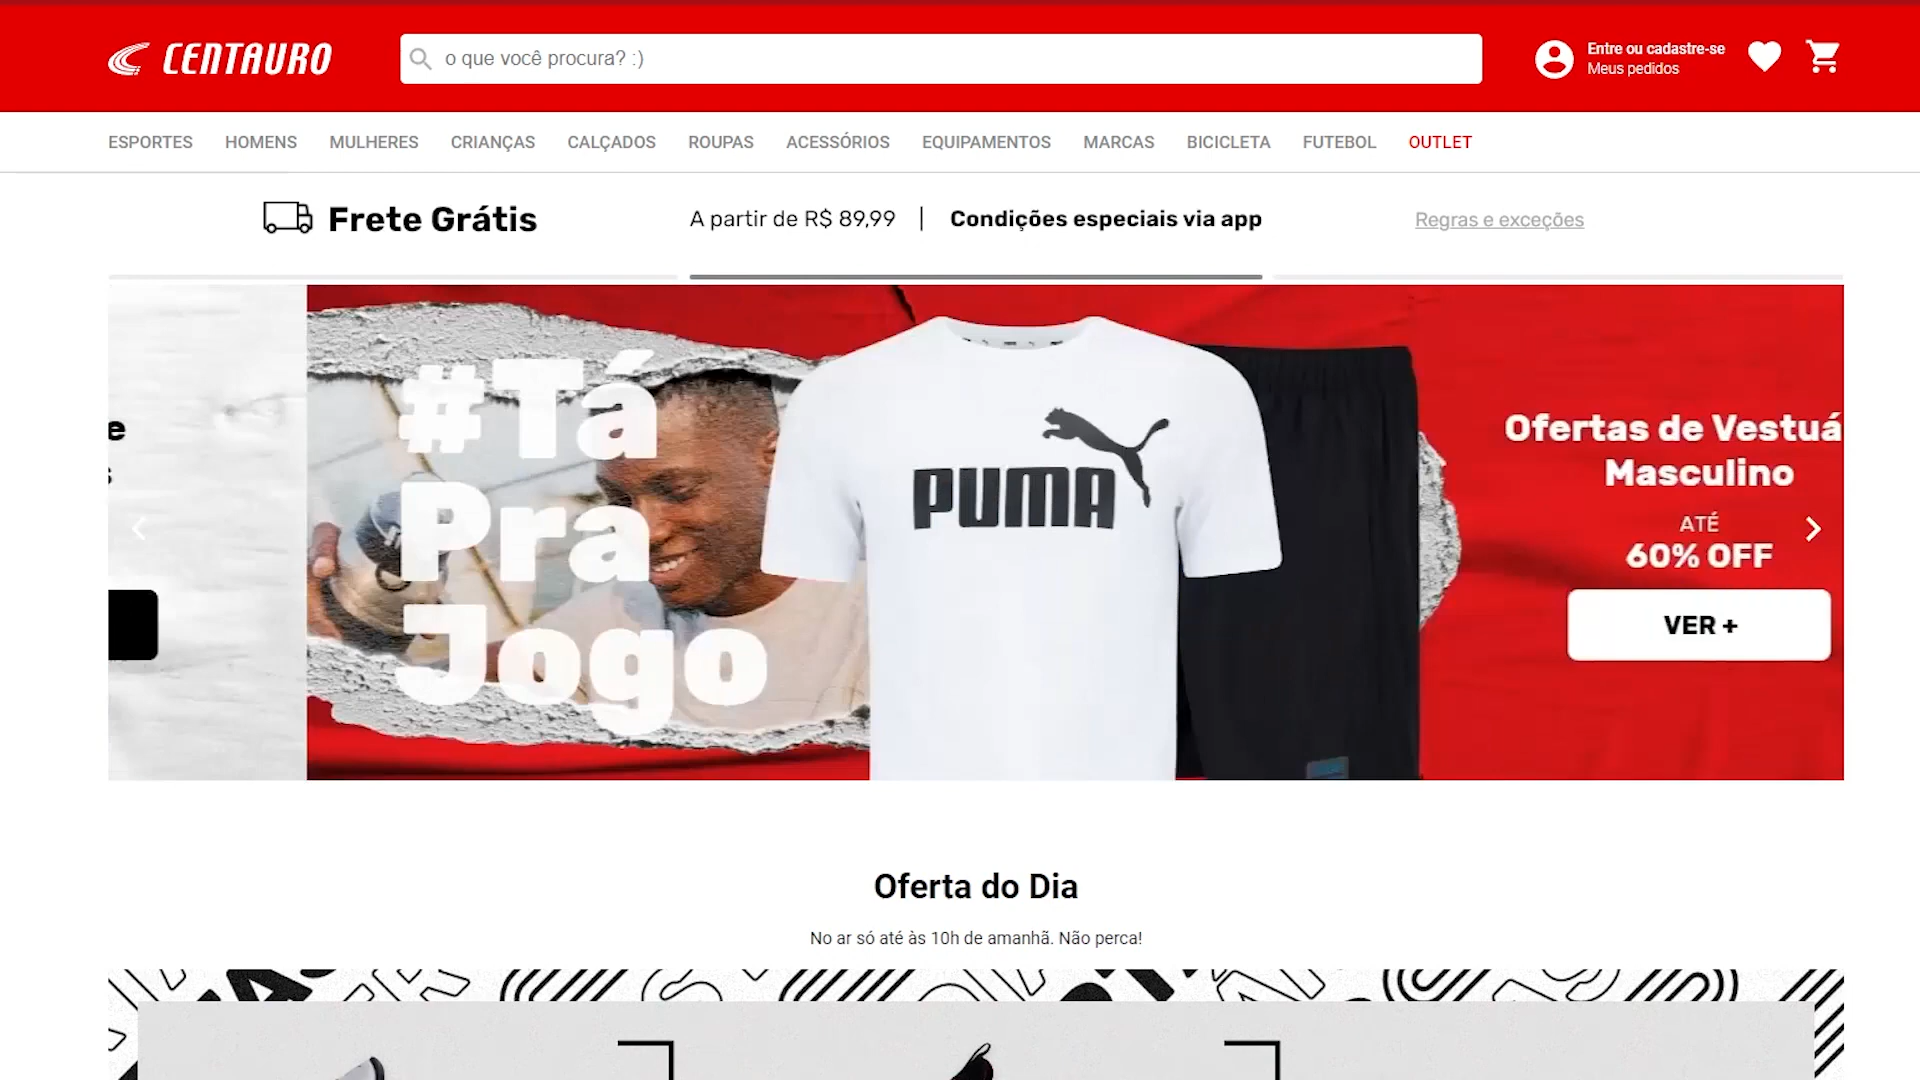 CENTAURO
o que você procura? :)
Entre ou cadastre-se
Meus pedidos
ESPORTES HOMENS MULHERES CRIANÇAS CALÇADOS ROUPAS ACESSÓRIOS EQUIPAMENTOS MARCAS BICICLETA FUTEBOL OUTLET
Frete Grátis A partir de R$ 89,99 | Condições especiais via app Regras e exceções
#Tá
Pra
Jogo
PUMA
Ofertas de Vestuá
Masculino
ATÉ
60% OFF
VER +
Oferta do Dia
No ar só até às 10h de amanhã. Não perca!